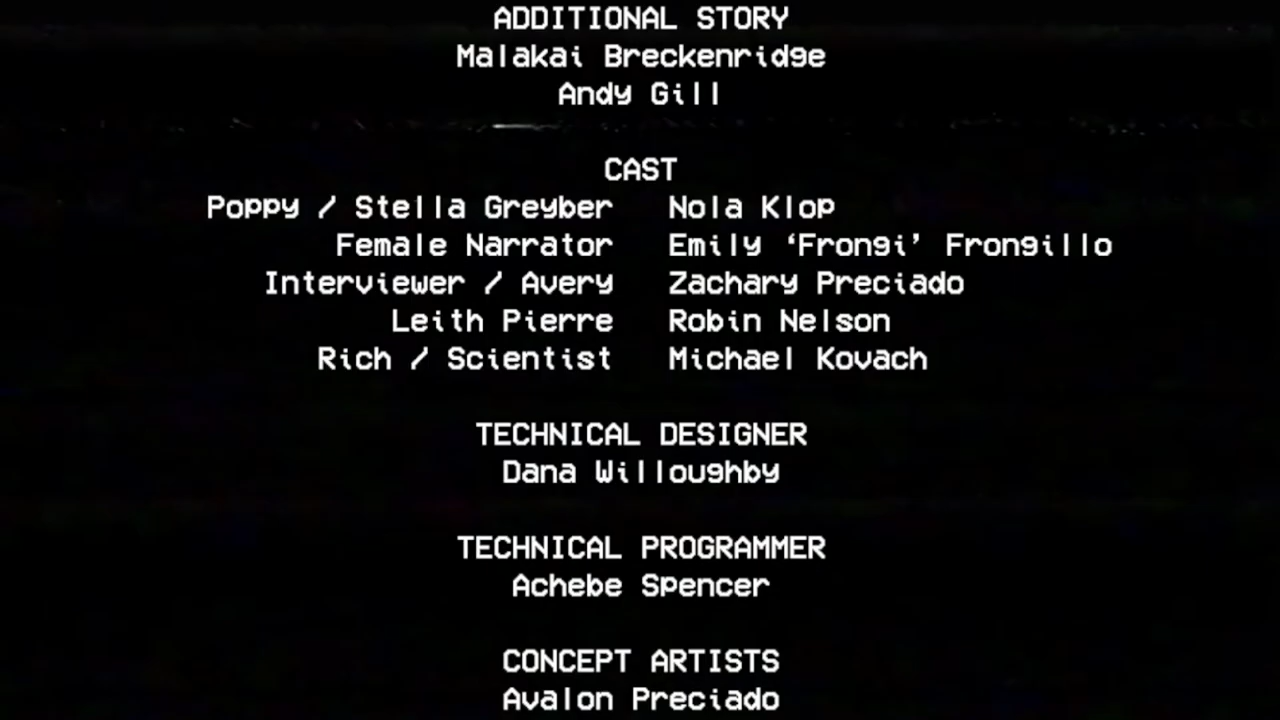 ADDITIONAL STORY
Malakai Breckenridge
Andy Gill
CAST
Poppy / Stella Greyber Nola Klop
Female Narrator Emily ‘Frongi’ Frongillo
Interviewer / Avery Zachary Preciado
Leith Pierre Robin Nelson
Rich / Scientist Michael Kovach
TECHNICAL DESIGNER
Dana Willoughby
TECHNICAL PROGRAMMER
Achebe Spencer
CONCEPT ARTISTS
Avalon Preciado